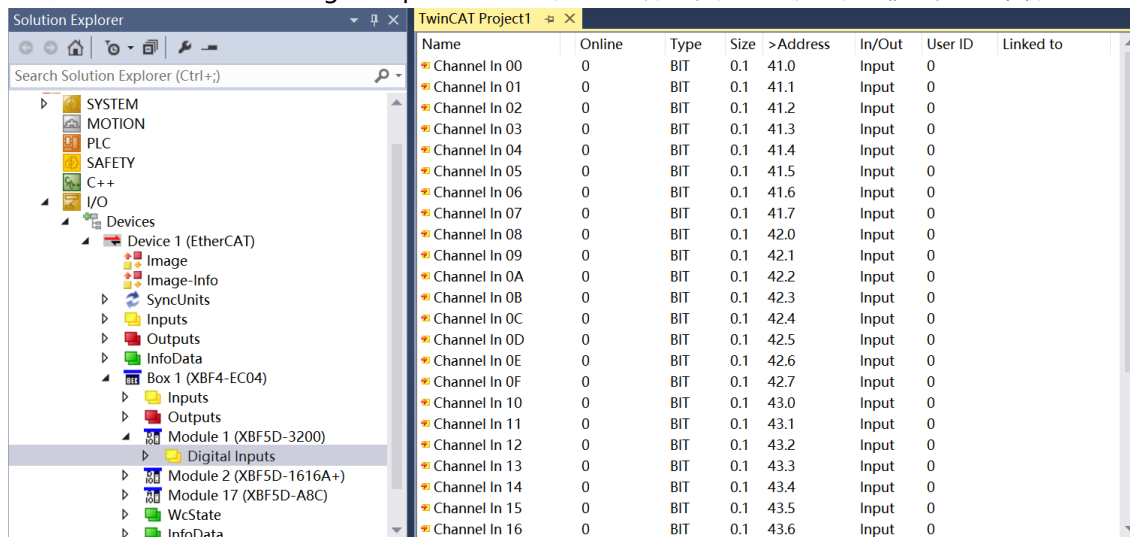 Solution Explorer
Search Solution Explorer (Ctrl+;)
SYSTEM
MOTION
PLC
SAFETY
C++
I/O
Devices
Device 1 (EtherCAT)
Image
Image-Info
SyncUnits
Inputs
Outputs
InfoData
Box 1 (XBF4-EC04)
Inputs
Outputs
Module 1 (XBF5D-3200)
Digital Inputs
Module 2 (XBF5D-1616A+)
Module 17 (XBF5D-A8C)
WcState
InfoData
TwinCAT Project1
Name Online Type Size >Address In/Out User ID Linked to
Channel In 00 0 BIT 0.1 41.0 Input 0
Channel In 01 0 BIT 0.1 41.1 Input 0
Channel In 02 0 BIT 0.1 41.2 Input 0
Channel In 03 0 BIT 0.1 41.3 Input 0
Channel In 04 0 BIT 0.1 41.4 Input 0
Channel In 05 0 BIT 0.1 41.5 Input 0
Channel In 06 0 BIT 0.1 41.6 Input 0
Channel In 07 0 BIT 0.1 41.7 Input 0
Channel In 08 0 BIT 0.1 42.0 Input 0
Channel In 09 0 BIT 0.1 42.1 Input 0
Channel In 0A 0 BIT 0.1 42.2 Input 0
Channel In 0B 0 BIT 0.1 42.3 Input 0
Channel In 0C 0 BIT 0.1 42.4 Input 0
Channel In 0D 0 BIT 0.1 42.5 Input 0
Channel In 0E 0 BIT 0.1 42.6 Input 0
Channel In 0F 0 BIT 0.1 42.7 Input 0
Channel In 10 0 BIT 0.1 43.0 Input 0
Channel In 11 0 BIT 0.1 43.1 Input 0
Channel In 12 0 BIT 0.1 43.2 Input 0
Channel In 13 0 BIT 0.1 43.3 Input 0
Channel In 14 0 BIT 0.1 43.4 Input 0
Channel In 15 0 BIT 0.1 43.5 Input 0
Channel In 16 0 BIT 0.1 43.6 Input 0